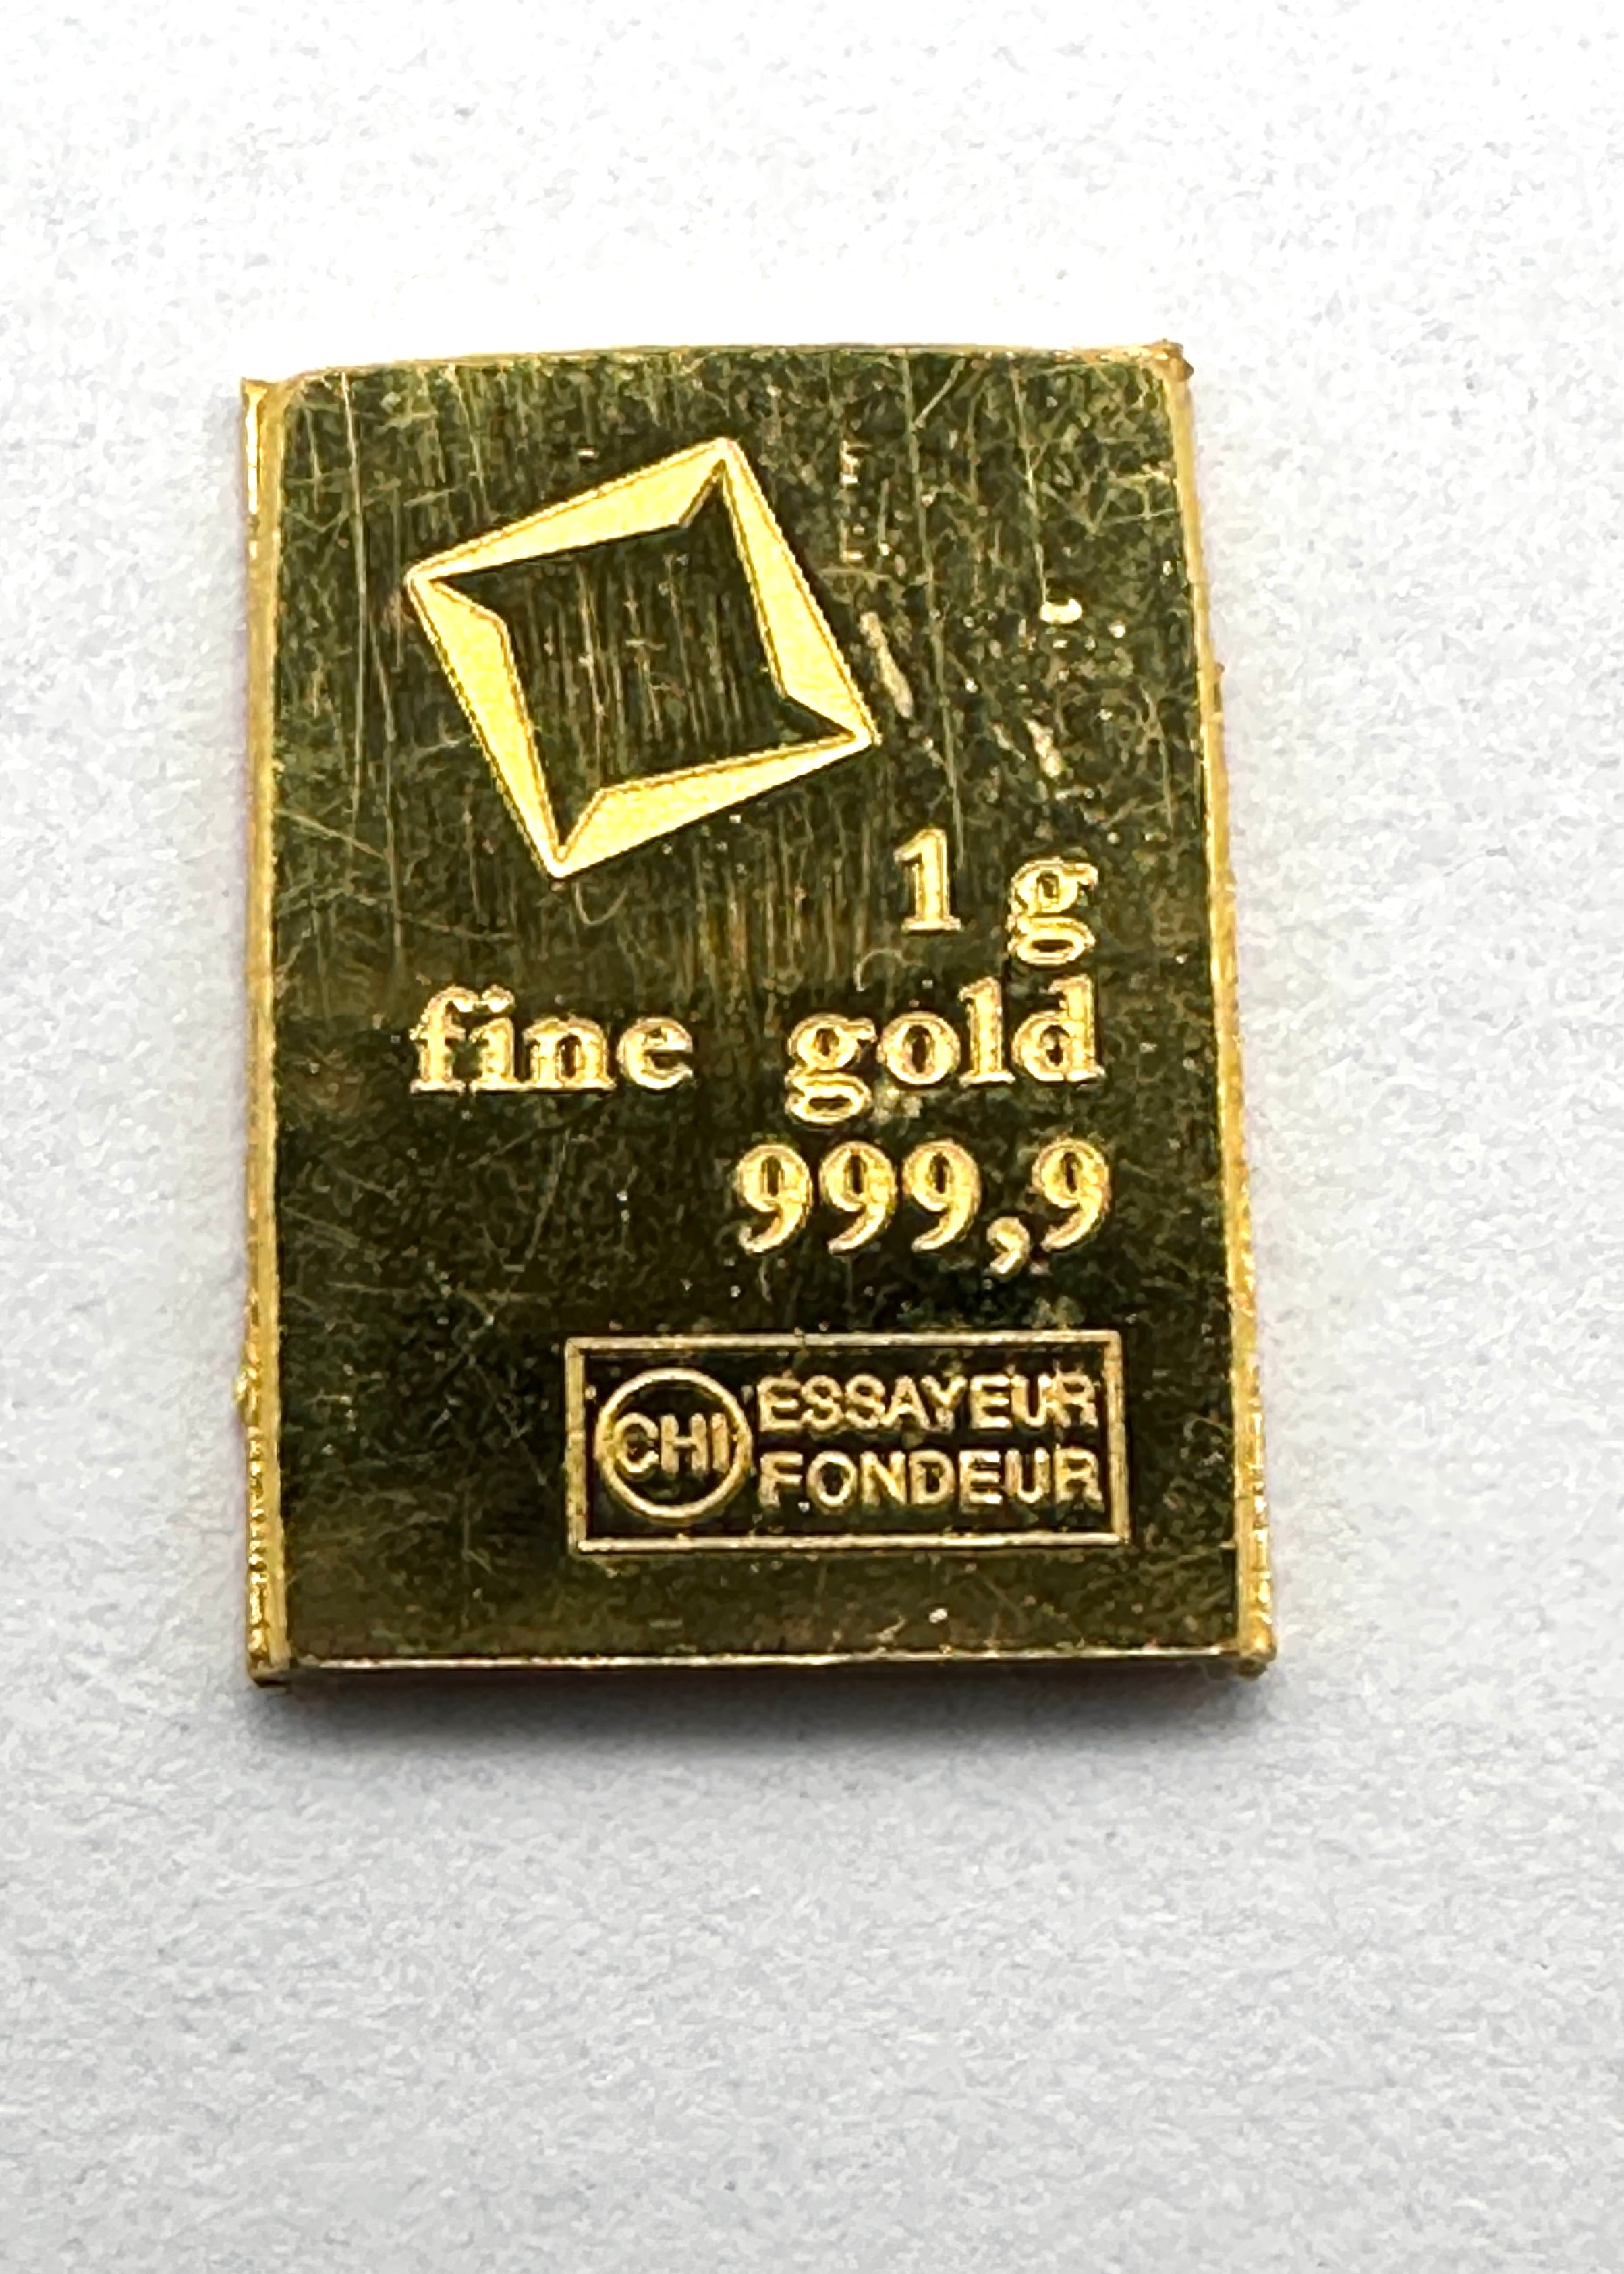 1 g
fine gold
999,9
CHI ESSAYEUR
FONDEUR